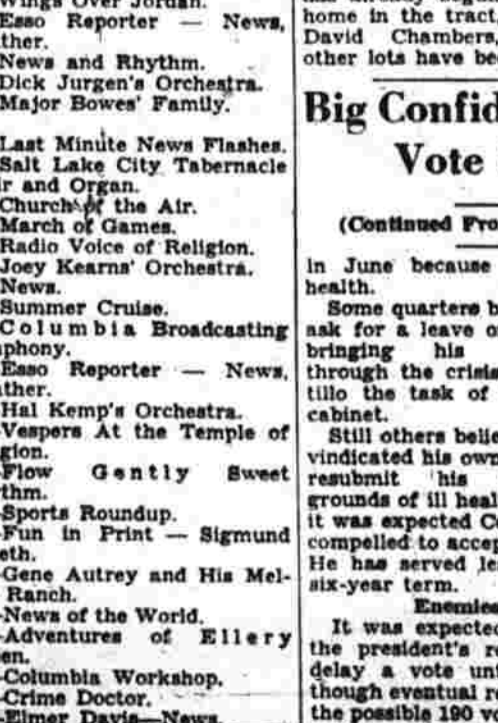 Wings Over Jordan.
Esso Reporter — News,
ther.
News and Rhythm.
Dick Jurgen's Orchestra.
Major Bowes' Family.
Last Minute News Flashes.
Salt Lake City Tabernacle
r and Organ.
Church of the Air.
March of Games.
Radio Voice of Religion.
Joey Kearns' Orchestra.
News.
Summer Cruise.
Columbia Broadcasting
phony.
Esso Reporter — News,
ther.
Hal Kemp's Orchestra.
-Vespers At the Temple of
gion.
-Flow Gently Sweet
thm.
-Sports Roundup.
-Fun in Print — Sigmund
eth.
-Gene Autrey and His Mel-
Ranch.
-News of the World.
-Adventures of Ellery
en.
-Columbia Workshop.
-Crime Doctor.
-Elmer Davis—News.
home in the tract
David Chambers,
other lots have be
Big Confid
Vote
(Continued Fro
in June because
health.
Some quarters b
ask for a leave o
bringing his
through the crisis
tillo the task of
cabinet.
Still others belie
vindicated his own
resubmit his
grounds of ill heal
it was expected Co
compelled to accep
He has served le
six-year term.
Enemies
It was expected
the president's re
delay a vote un
though eventual r
the possible 190 v